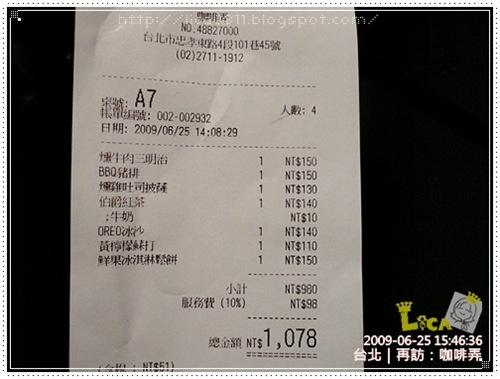 咖啡弄
NO.48827000
台北市忠孝東路4段101巷45號
(02)2711-1912
桌號: A7 人數: 4
帳單編號: 002-002932
日期: 2009/06/25 14:08:29
燻牛肉三明治 1 NT$150
BBQ豬排 1 NT$150
燻雞吐司披薩 1 NT$130
伯爵紅茶 1 NT$140
:牛奶 NT$10
OREO冰沙 1 NT$140
黃檸檬蘇打 1 NT$110
鮮果冰淇淋鬆餅 1 NT$150
小計 NT$980
服務費 (10%) NT$98
總金額 NT$1,078
NT$51)
LICA
2009-06-25 15:46:36
台北｜再訪：咖啡弄